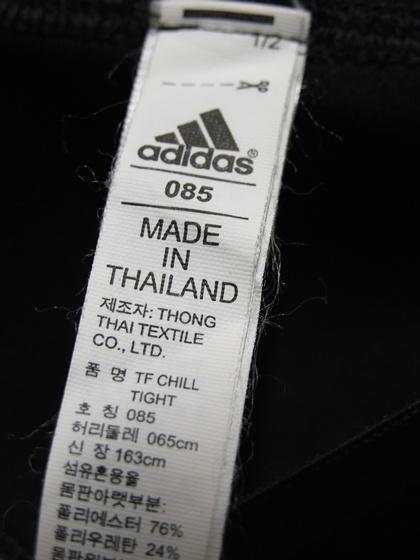 1/2
adidas®
085
MADE
IN
THAILAND
제조자: THONG
THAI TEXTILE
CO., LTD.
품 명 TF CHILL
TIGHT
호 칭 085
허리둘레 065cm
신 장 163cm
섬유혼용율
몸판아랫부분:
폴리에스터 76%
폴리우레탄 24%